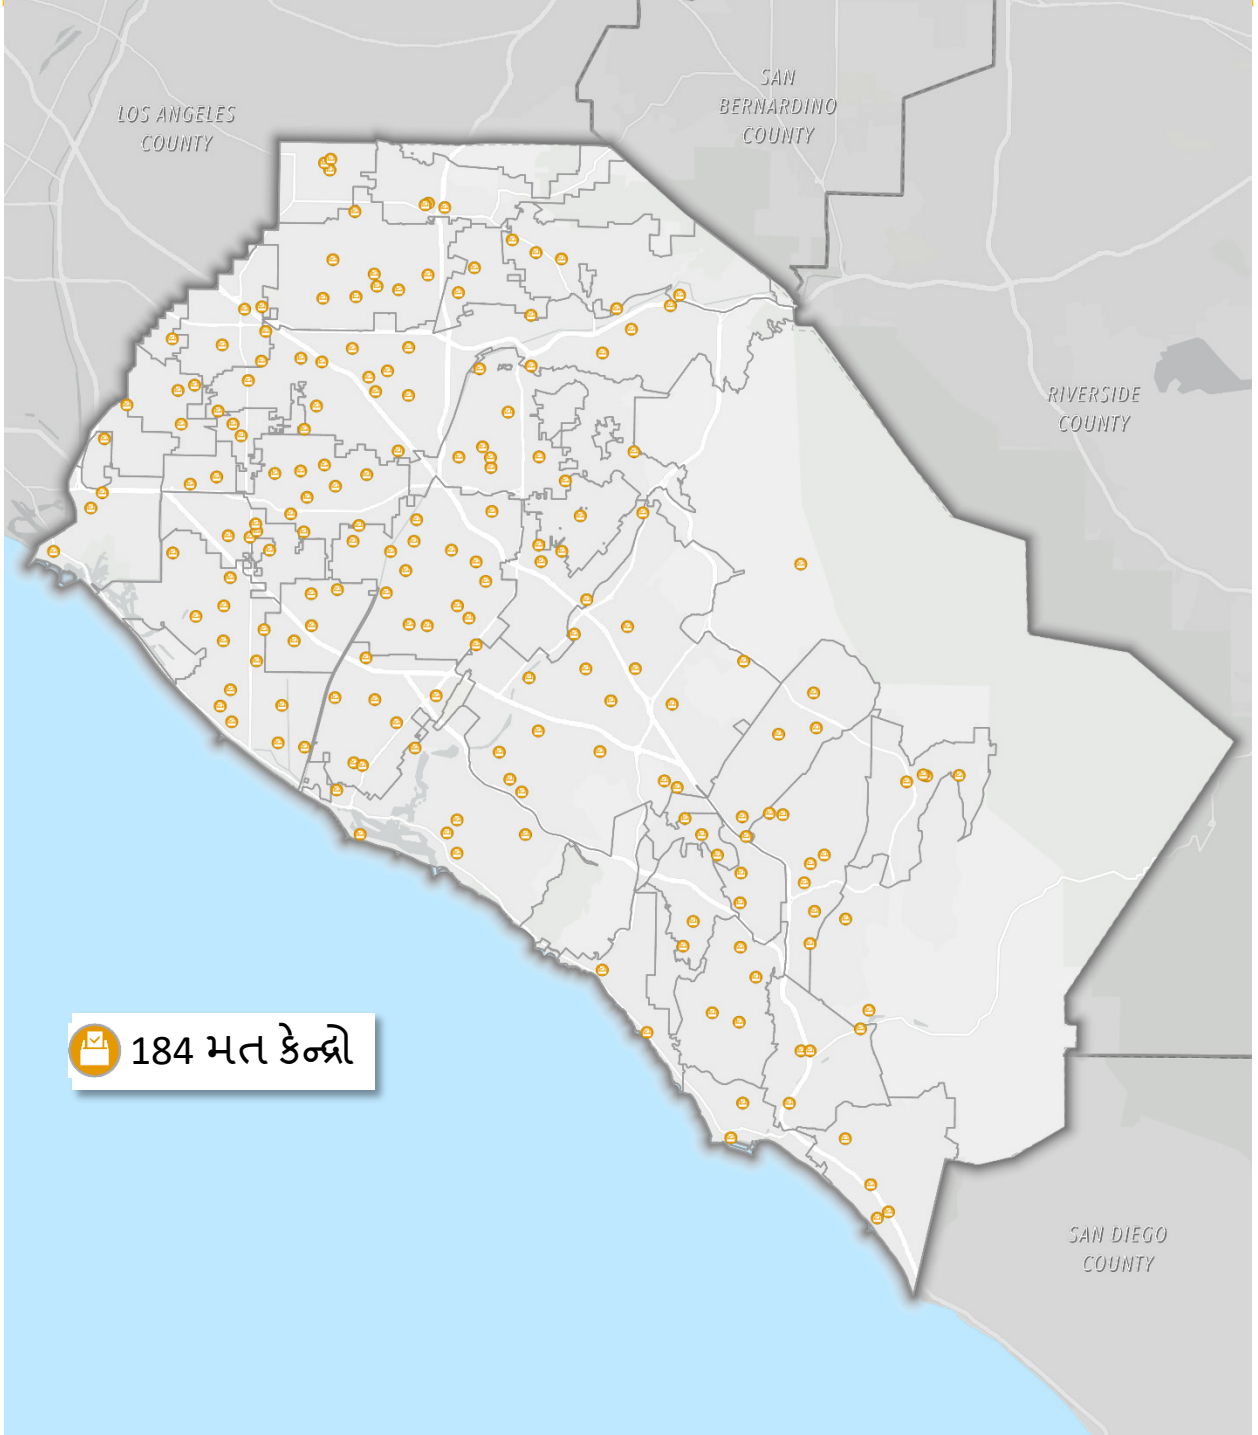 LOS ANGELES
COUNTY
SAN
BERNARDINO
COUNTY
RIVERSIDE
COUNTY
184 મત કેન્દ્રો
SAN DIEGO
COUNTY